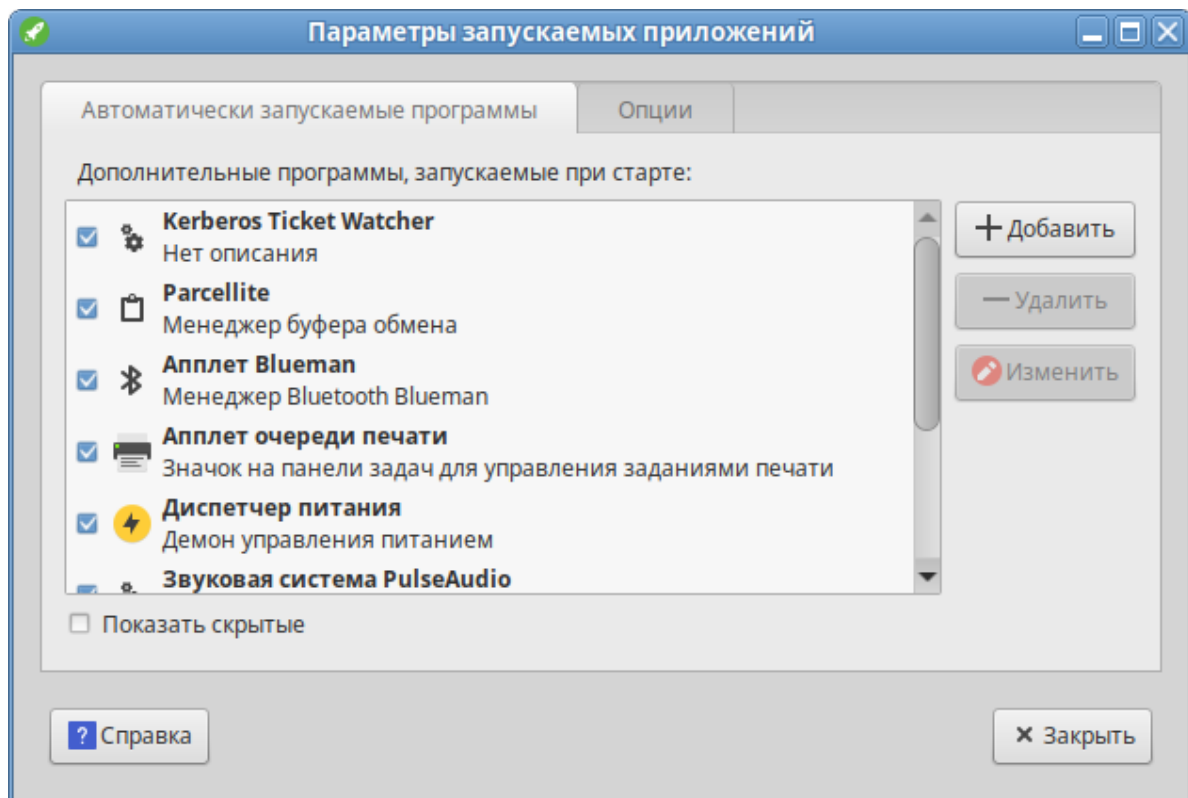 Параметры запускаемых приложений
Автоматически запускаемые программы
Опции
Дополнительные программы, запускаемые при старте:
Kerberos Ticket Watcher
Нет описания
Parcellite
Менеджер буфера обмена
Апплет Blueman
Менеджер Bluetooth Blueman
Апплет очереди печати
Значок на панели задач для управления заданиями печати
Диспетчер питания
Демон управления питанием
Звуковая система PulseAudio
Добавить
Удалить
Изменить
Показать скрытые
? Справка
Закрыть